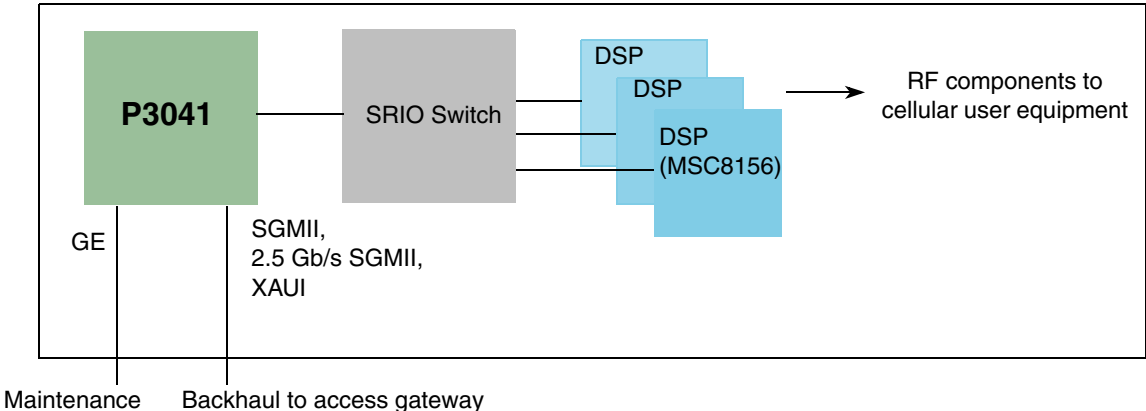 P3041
SRIO Switch
DSP
DSP
DSP
(MSC8156)
RF components to
cellular user equipment
GE
SGMII,
2.5 Gb/s SGMII,
XAUI
Maintenance
Backhaul to access gateway